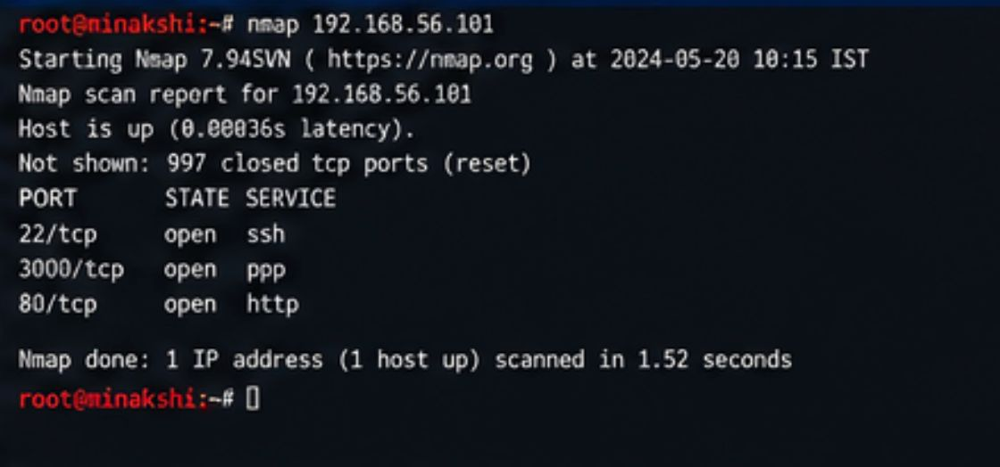 root@minakshi:~# nmap 192.168.56.101
Starting Nmap 7.94SVN ( https://nmap.org ) at 2024-05-20 10:15 IST
Nmap scan report for 192.168.56.101
Host is up (0.00036s latency).
Not shown: 997 closed tcp ports (reset)
PORT STATE SERVICE
22/tcp open ssh
3000/tcp open ppp
80/tcp open http
Nmap done: 1 IP address (1 host up) scanned in 1.52 seconds
root@minakshi:~#